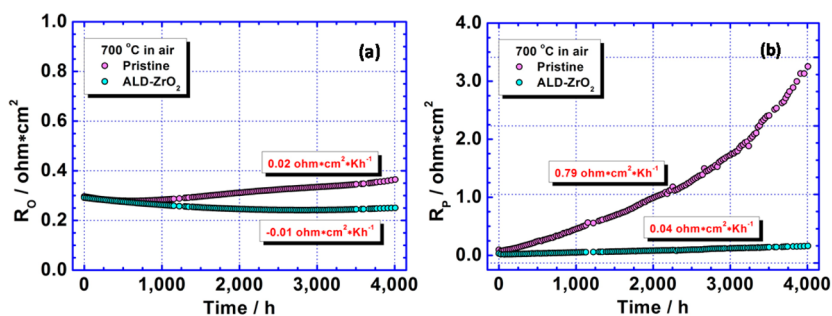 (a)
700 °C in air
Pristine
ALD-ZrO₂
1.0
0.8
0.6
0.4
0.2
0.0
R_O / ohm*cm²
0.02 ohm•cm²•Kh⁻¹
-0.01 ohm•cm²•Kh⁻¹
0
1,000
2,000
3,000
4,000
Time / h
(b)
700 °C in air
Pristine
ALD-ZrO₂
4.0
3.0
2.0
1.0
0.0
R_P / ohm*cm²
0.79 ohm•cm²•Kh⁻¹
0.04 ohm•cm²•Kh⁻¹
0
1,000
2,000
3,000
4,000
Time / h